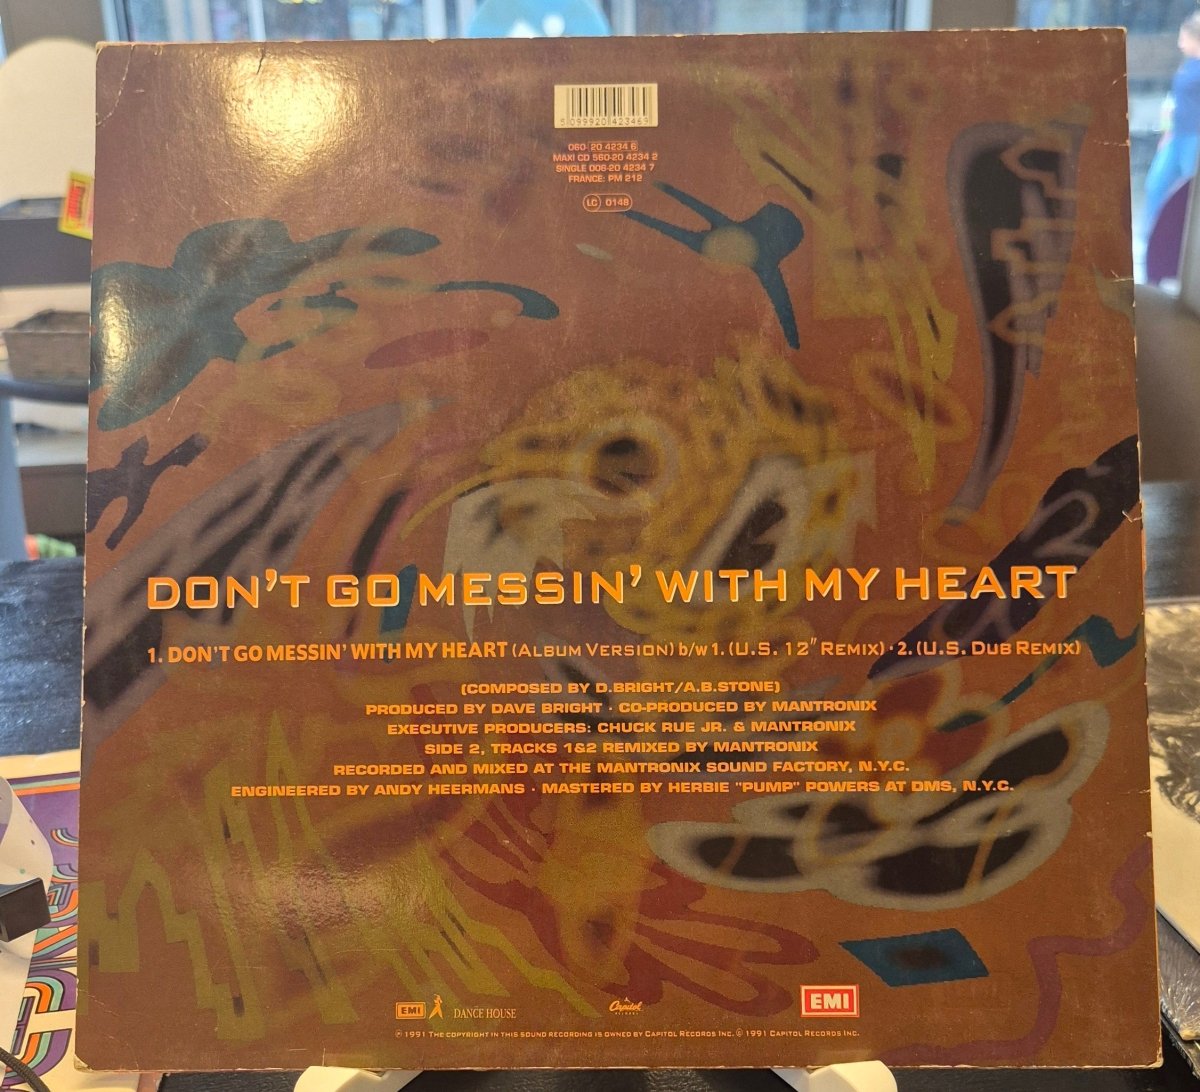 5 099920 423469
060- 20 4234 6
MAXI CD 560-20 4234 2
SINGLE 006-20 4234 7
FRANCE: PM 212
LC 0148
DON'T GO MESSIN' WITH MY HEART
1. DON'T GO MESSIN' WITH MY HEART (ALBUM VERSION) b/w 1. (U.S. 12" REMIX) · 2. (U.S. DUB REMIX)
(COMPOSED BY D.BRIGHT/A.B.STONE)
PRODUCED BY DAVE BRIGHT · CO-PRODUCED BY MANTRONIX
EXECUTIVE PRODUCERS: CHUCK RUE JR. & MANTRONIX
SIDE 2, TRACKS 1&2 REMIXED BY MANTRONIX
RECORDED AND MIXED AT THE MANTRONIX SOUND FACTORY, N.Y.C.
ENGINEERED BY ANDY HEERMANS · MASTERED BY HERBIE "PUMP" POWERS AT DMS, N.Y.C.
EMI DANCE HOUSE Capitol RECORDS EMI
℗ 1991 THE COPYRIGHT IN THIS SOUND RECORDING IS OWNED BY CAPITOL RECORDS INC. © 1991 CAPITOL RECORDS INC.